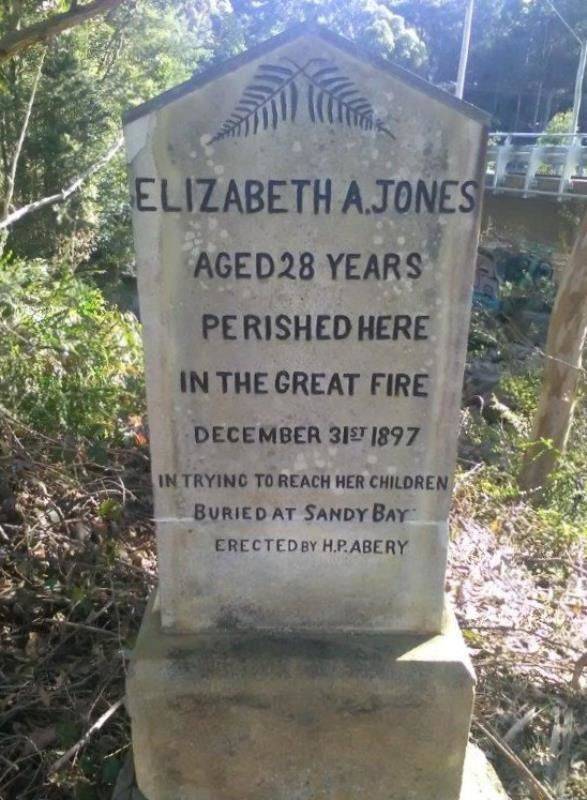 ELIZABETH A. JONES
AGED 28 YEARS
PERISHED HERE
IN THE GREAT FIRE
DECEMBER 31ST 1897
IN TRYING TO REACH HER CHILDREN
BURIED AT SANDY BAY
ERECTED BY H.P. ABERY